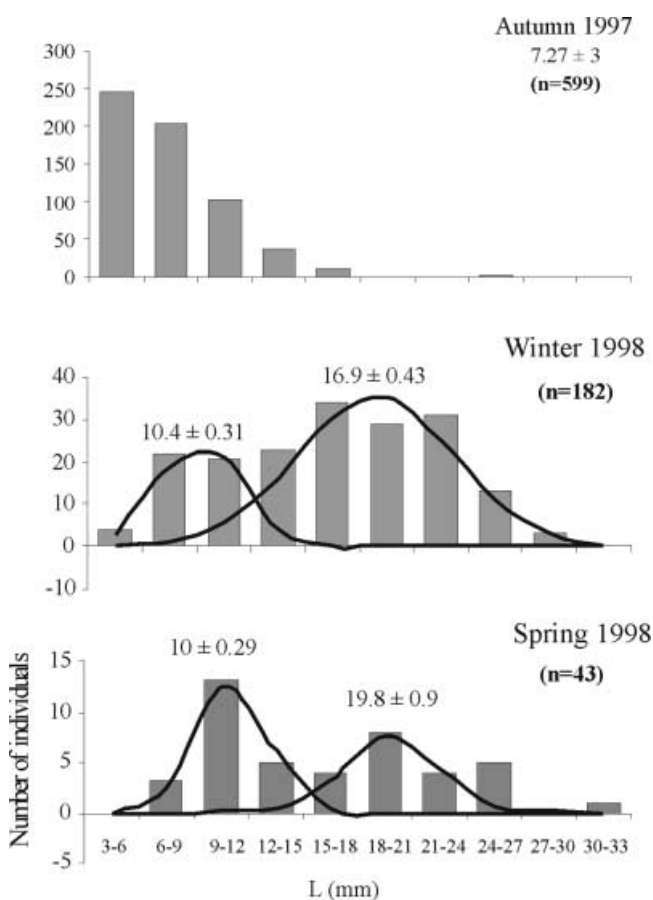 Autumn 1997
7.27 ± 3
(n=599)
300
250
200
150
100
50
0
Winter 1998
(n=182)
16.9 ± 0.43
10.4 ± 0.31
40
30
20
10
0
-10
Spring 1998
(n=43)
10 ± 0.29
19.8 ± 0.9
Number of individuals
15
10
5
0
-5
3-6 6-9 9-12 12-15 15-18 18-21 21-24 24-27 27-30 30-33
L (mm)